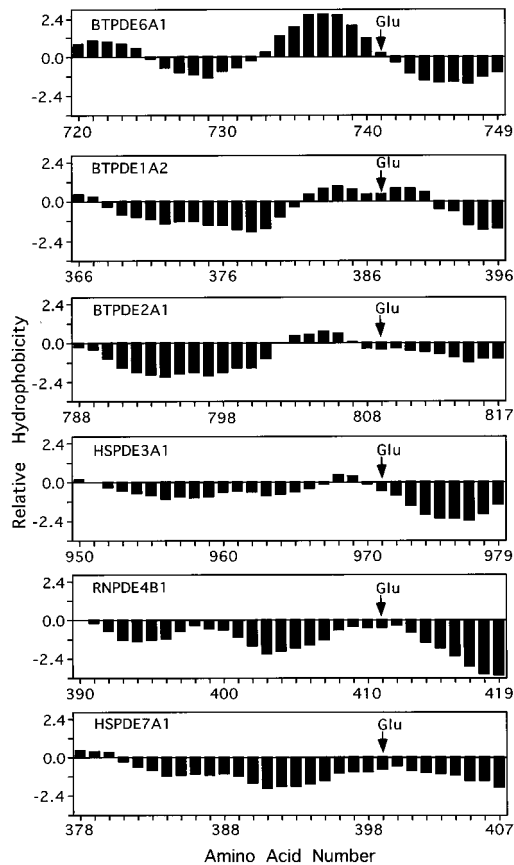 BTPDE6A1
Glu
2.4
0.0
-2.4
720 730 740 749
BTPDE1A2
Glu
2.4
0.0
-2.4
366 376 386 396
BTPDE2A1
Glu
2.4
0.0
-2.4
788 798 808 817
HSPDE3A1
Glu
2.4
0.0
-2.4
950 960 970 979
RNPDE4B1
Glu
2.4
0.0
-2.4
390 400 410 419
HSPDE7A1
Glu
2.4
0.0
-2.4
378 388 398 407
Relative Hydrophobicity
Amino Acid Number